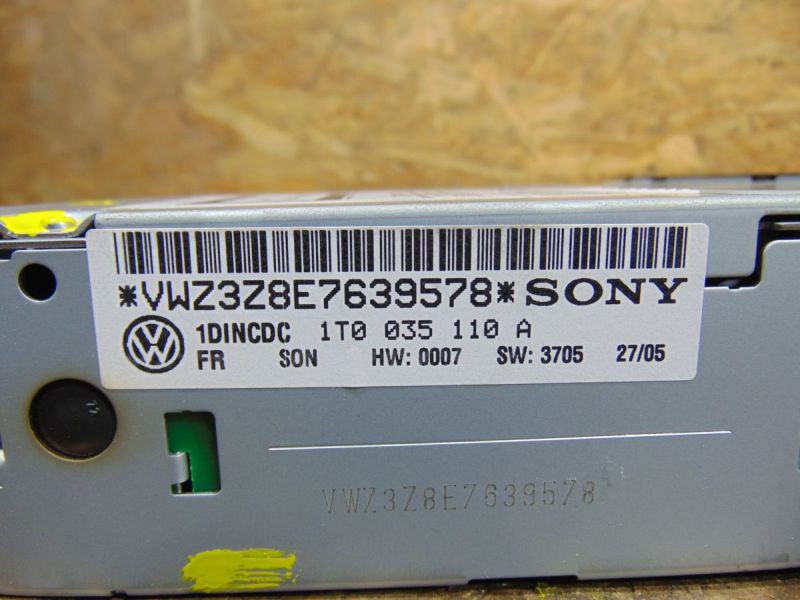 *VWZ3Z8E7639578* SONY
1DINCDC 1T0 035 110 A
FR SON HW: 0007 SW: 3705 27/05
VWZ3Z8E7639578